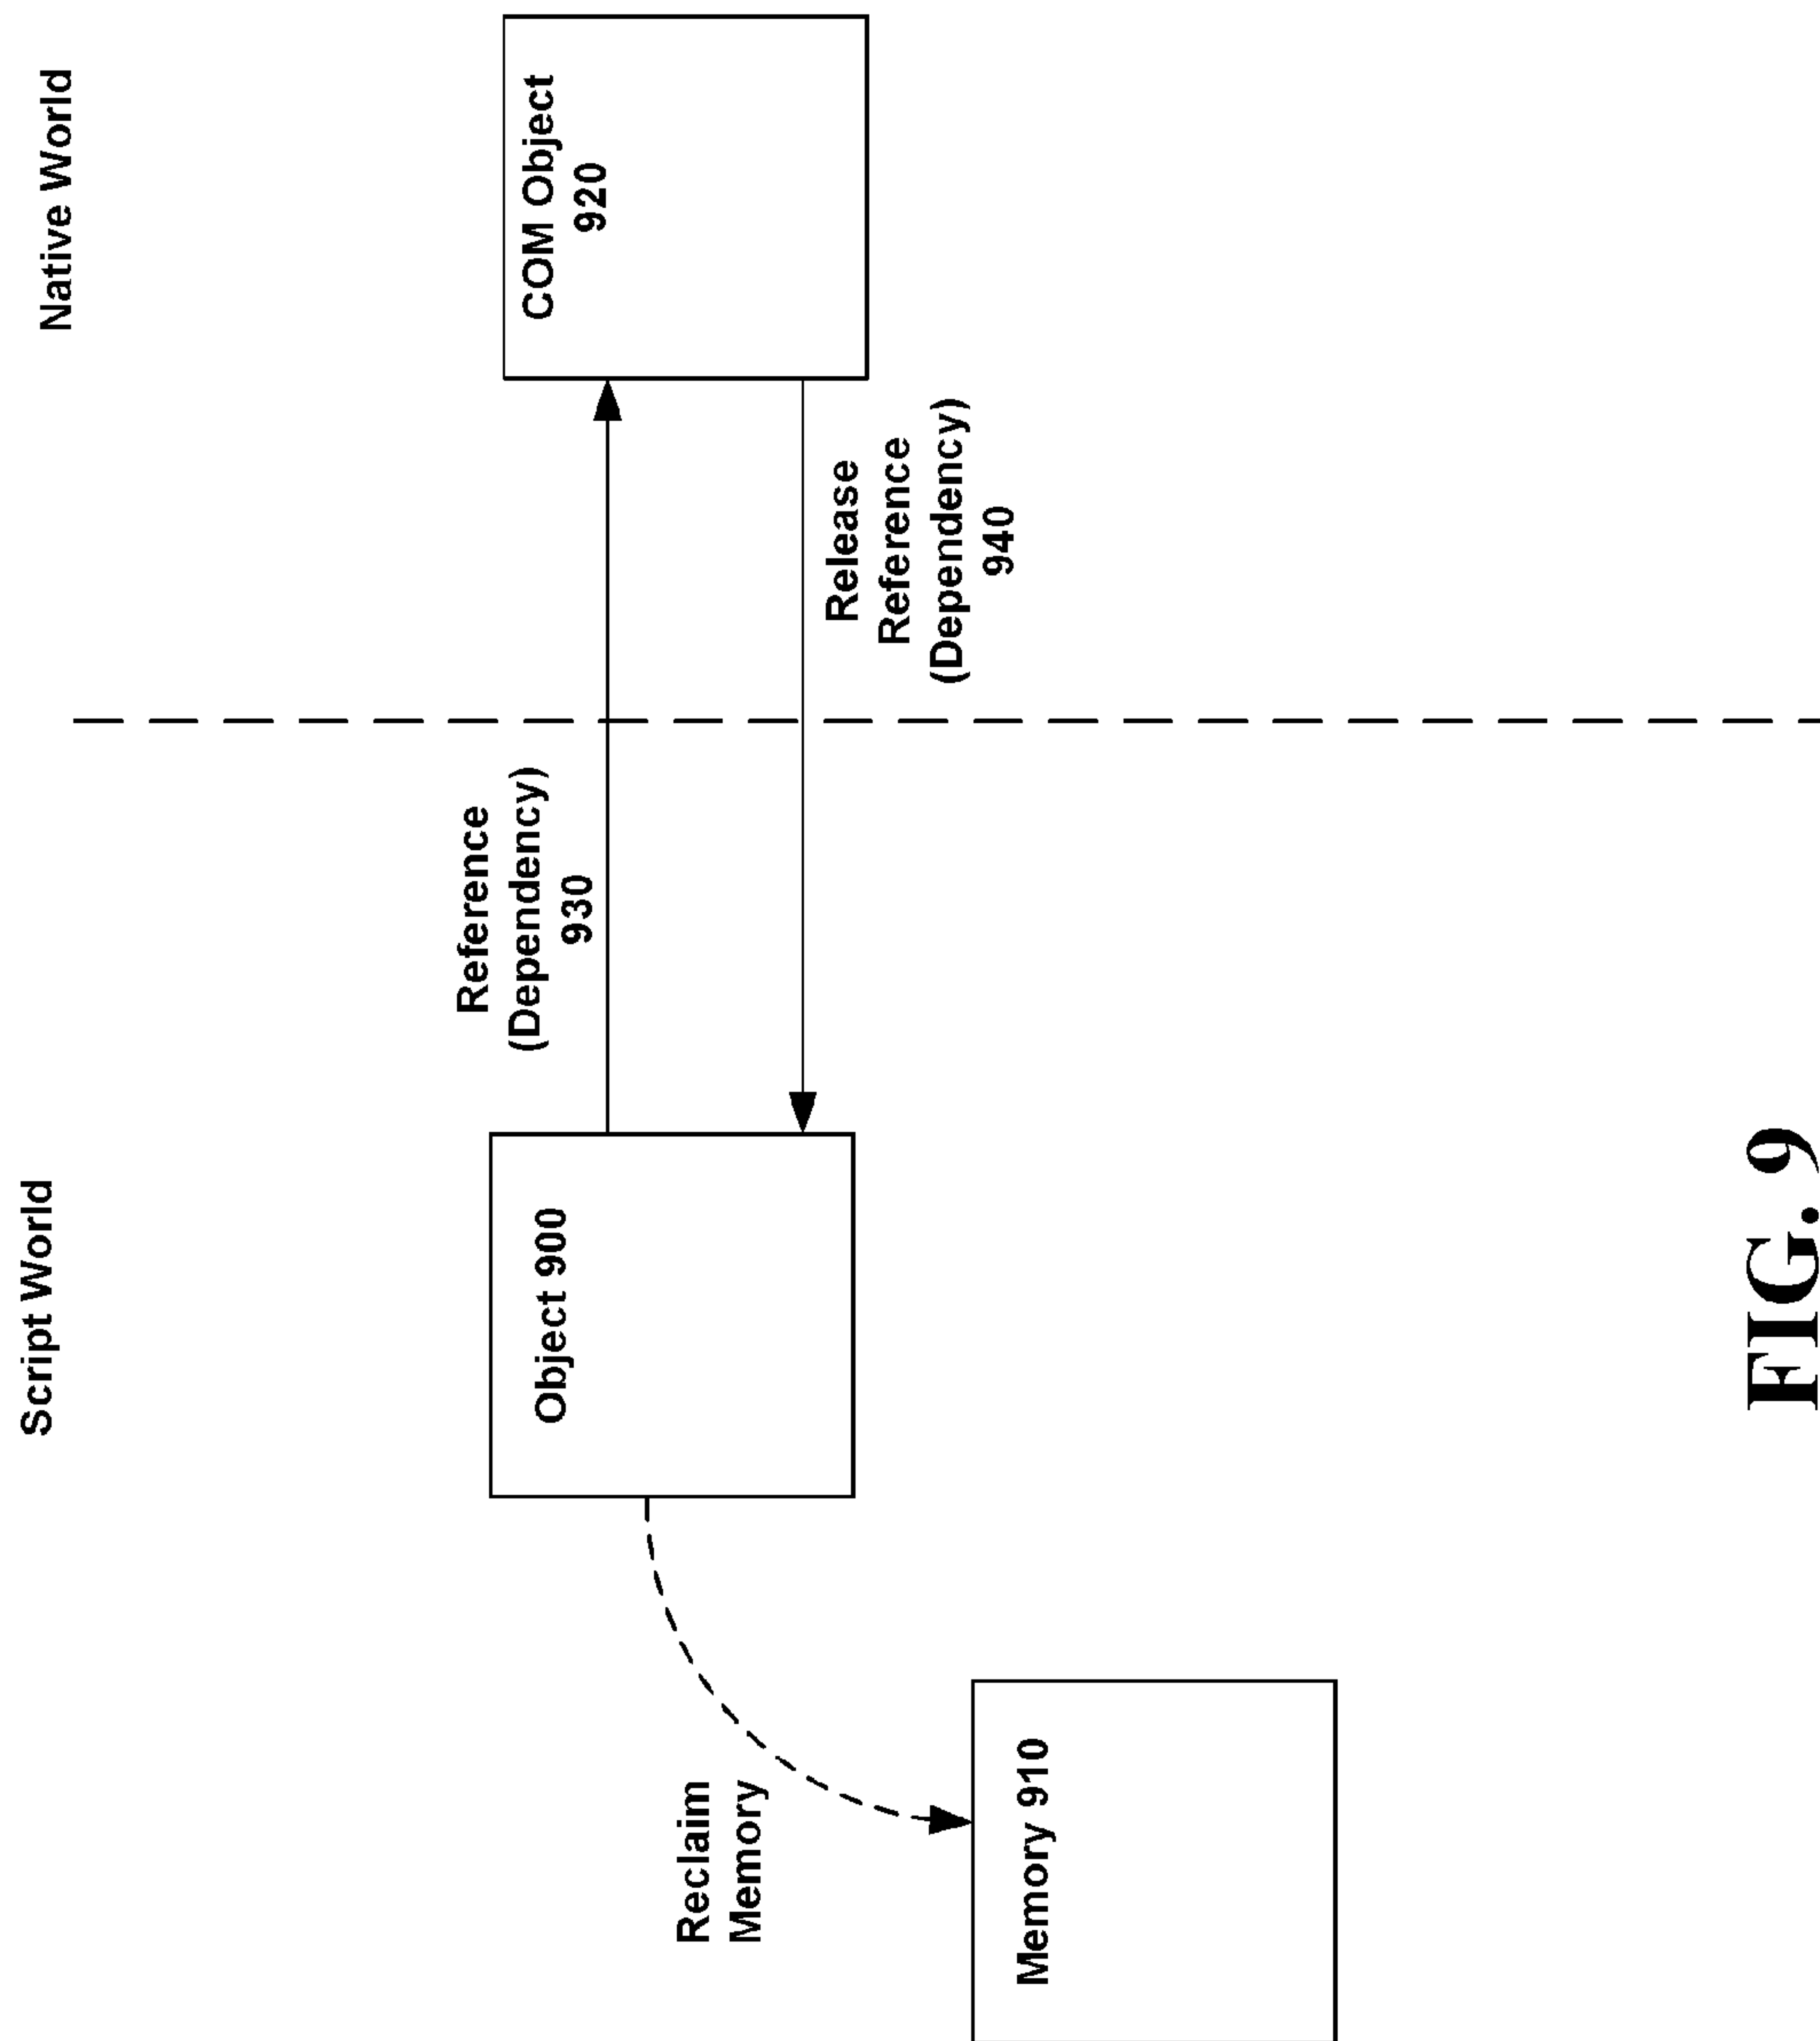 Script World
Native World
Reference
(Dependency)
930
COM Object
920
Object 900
Release
Reference
(Dependency)
940
Reclaim
Memory
Memory 910
FIG. 9